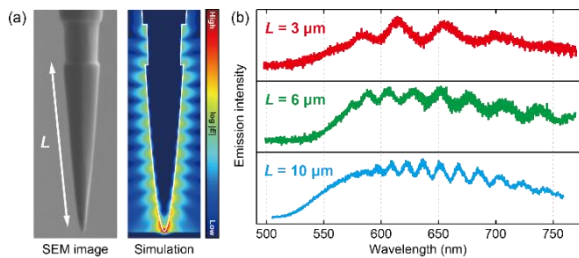 (a)
L
SEM image
Simulation
High
log |E|
Low
(b)
Emission intensity
L = 3 μm
L = 6 μm
L = 10 μm
500 550 600 650 700 750
Wavelength (nm)